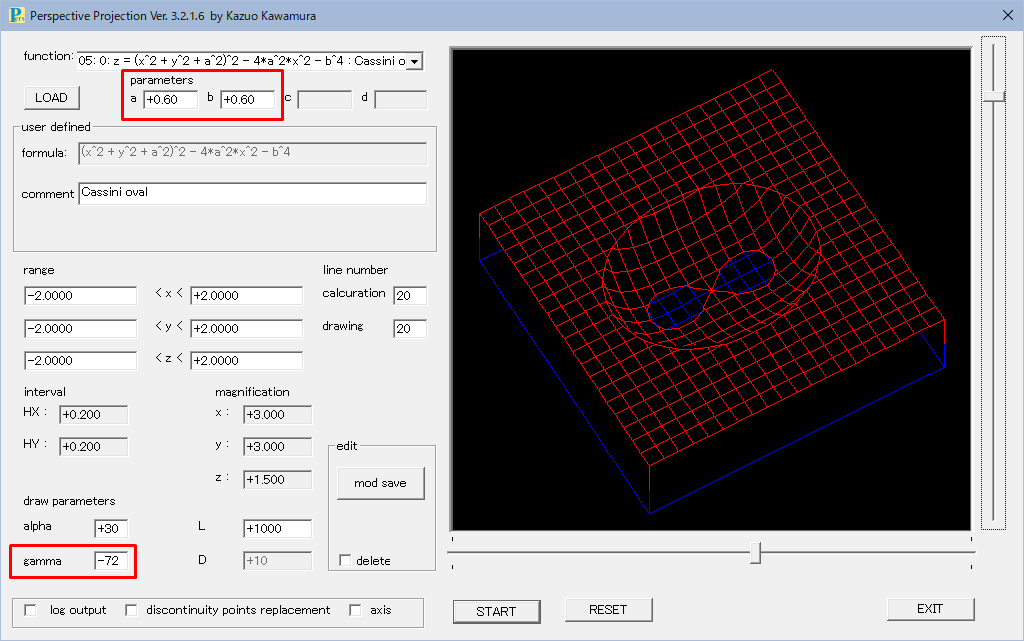 Perspective Projection Ver. 3.2.1.6 by Kazuo Kawamura
function: 05: 0: z = (x^2 + y^2 + a^2)^2 - 4*a^2*x^2 - b^4 : Cassini o
parameters
LOAD a +0.60 b +0.60 c d
user defined
formula: (x^2 + y^2 + a^2)^2 - 4*a^2*x^2 - b^4
comment Cassini oval
range line number
-2.0000 < x < +2.0000 calcuration 20
-2.0000 < y < +2.0000 drawing 20
-2.0000 < z < +2.0000
interval magnification
HX : +0.200 x : +3.000
HY : +0.200 y : +3.000 edit
z : +1.500 mod save
draw parameters
alpha +30 L +1000
gamma -72 D +10 delete
log output discontinuity points replacement axis START RESET EXIT